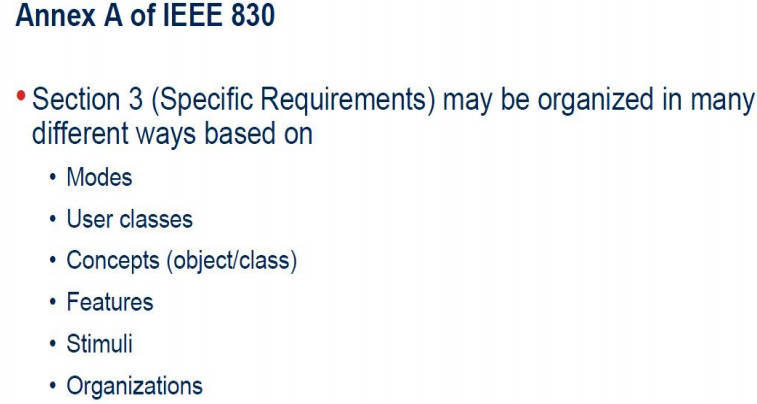 Annex A of IEEE 830
• Section 3 (Specific Requirements) may be organized in many
different ways based on
• Modes
• User classes
• Concepts (object/class)
• Features
• Stimuli
• Organizations